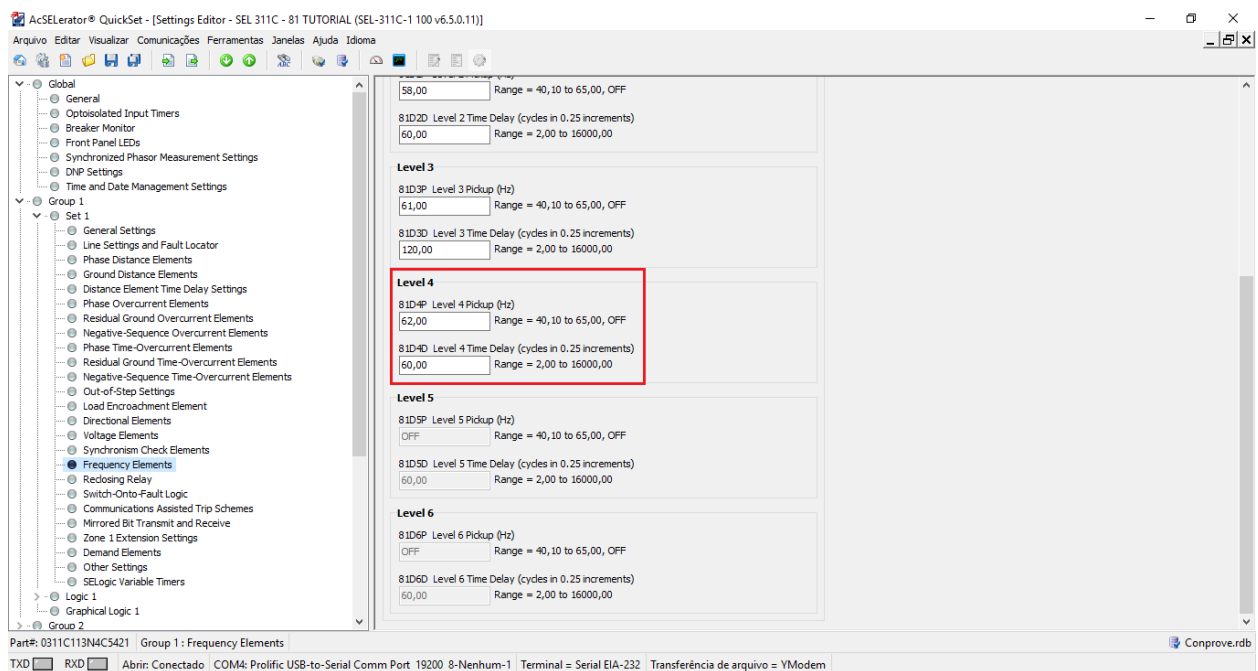 AcSELerator® QuickSet - [Settings Editor - SEL 311C - 81 TUTORIAL (SEL-311C-1 100 v6.5.0.11)]
Arquivo Editar Visualizar Comunicações Ferramentas Janelas Ajuda Idioma
Global
General
Optoisolated Input Timers
Breaker Monitor
Front Panel LEDs
Synchronized Phasor Measurement Settings
DNP Settings
Time and Date Management Settings
Group 1
Set 1
General Settings
Line Settings and Fault Locator
Phase Distance Elements
Ground Distance Elements
Distance Element Time Delay Settings
Phase Overcurrent Elements
Residual Ground Overcurrent Elements
Negative-Sequence Overcurrent Elements
Phase Time-Overcurrent Elements
Residual Ground Time-Overcurrent Elements
Negative-Sequence Time-Overcurrent Elements
Out-of-Step Settings
Load Encroachment Element
Directional Elements
Voltage Elements
Synchronism Check Elements
Frequency Elements
Reclosing Relay
Switch-Onto-Fault Logic
Communications Assisted Trip Schemes
Mirrored Bit Transmit and Receive
Zone 1 Extension Settings
Demand Elements
Other Settings
SELogic Variable Timers
Logic 1
Graphical Logic 1
Group 2
58,00 Range = 40,10 to 65,00, OFF
81D2D Level 2 Time Delay (cycles in 0.25 increments)
60,00 Range = 2,00 to 16000,00
Level 3
81D3P Level 3 Pickup (Hz)
61,00 Range = 40,10 to 65,00, OFF
81D3D Level 3 Time Delay (cycles in 0.25 increments)
120,00 Range = 2,00 to 16000,00
Level 4
81D4P Level 4 Pickup (Hz)
62,00 Range = 40,10 to 65,00, OFF
81D4D Level 4 Time Delay (cycles in 0.25 increments)
60,00 Range = 2,00 to 16000,00
Level 5
81D5P Level 5 Pickup (Hz)
OFF Range = 40,10 to 65,00, OFF
81D5D Level 5 Time Delay (cycles in 0.25 increments)
60,00 Range = 2,00 to 16000,00
Level 6
81D6P Level 6 Pickup (Hz)
OFF Range = 40,10 to 65,00, OFF
81D6D Level 6 Time Delay (cycles in 0.25 increments)
60,00 Range = 2,00 to 16000,00
Part#: 0311C113N4C5421 Group 1 : Frequency Elements Conprove.rdb
TXD RXD Abrir: Conectado COM4: Prolific USB-to-Serial Comm Port 19200 8-Nenhum-1 Terminal = Serial EIA-232 Transferência de arquivo = YModem